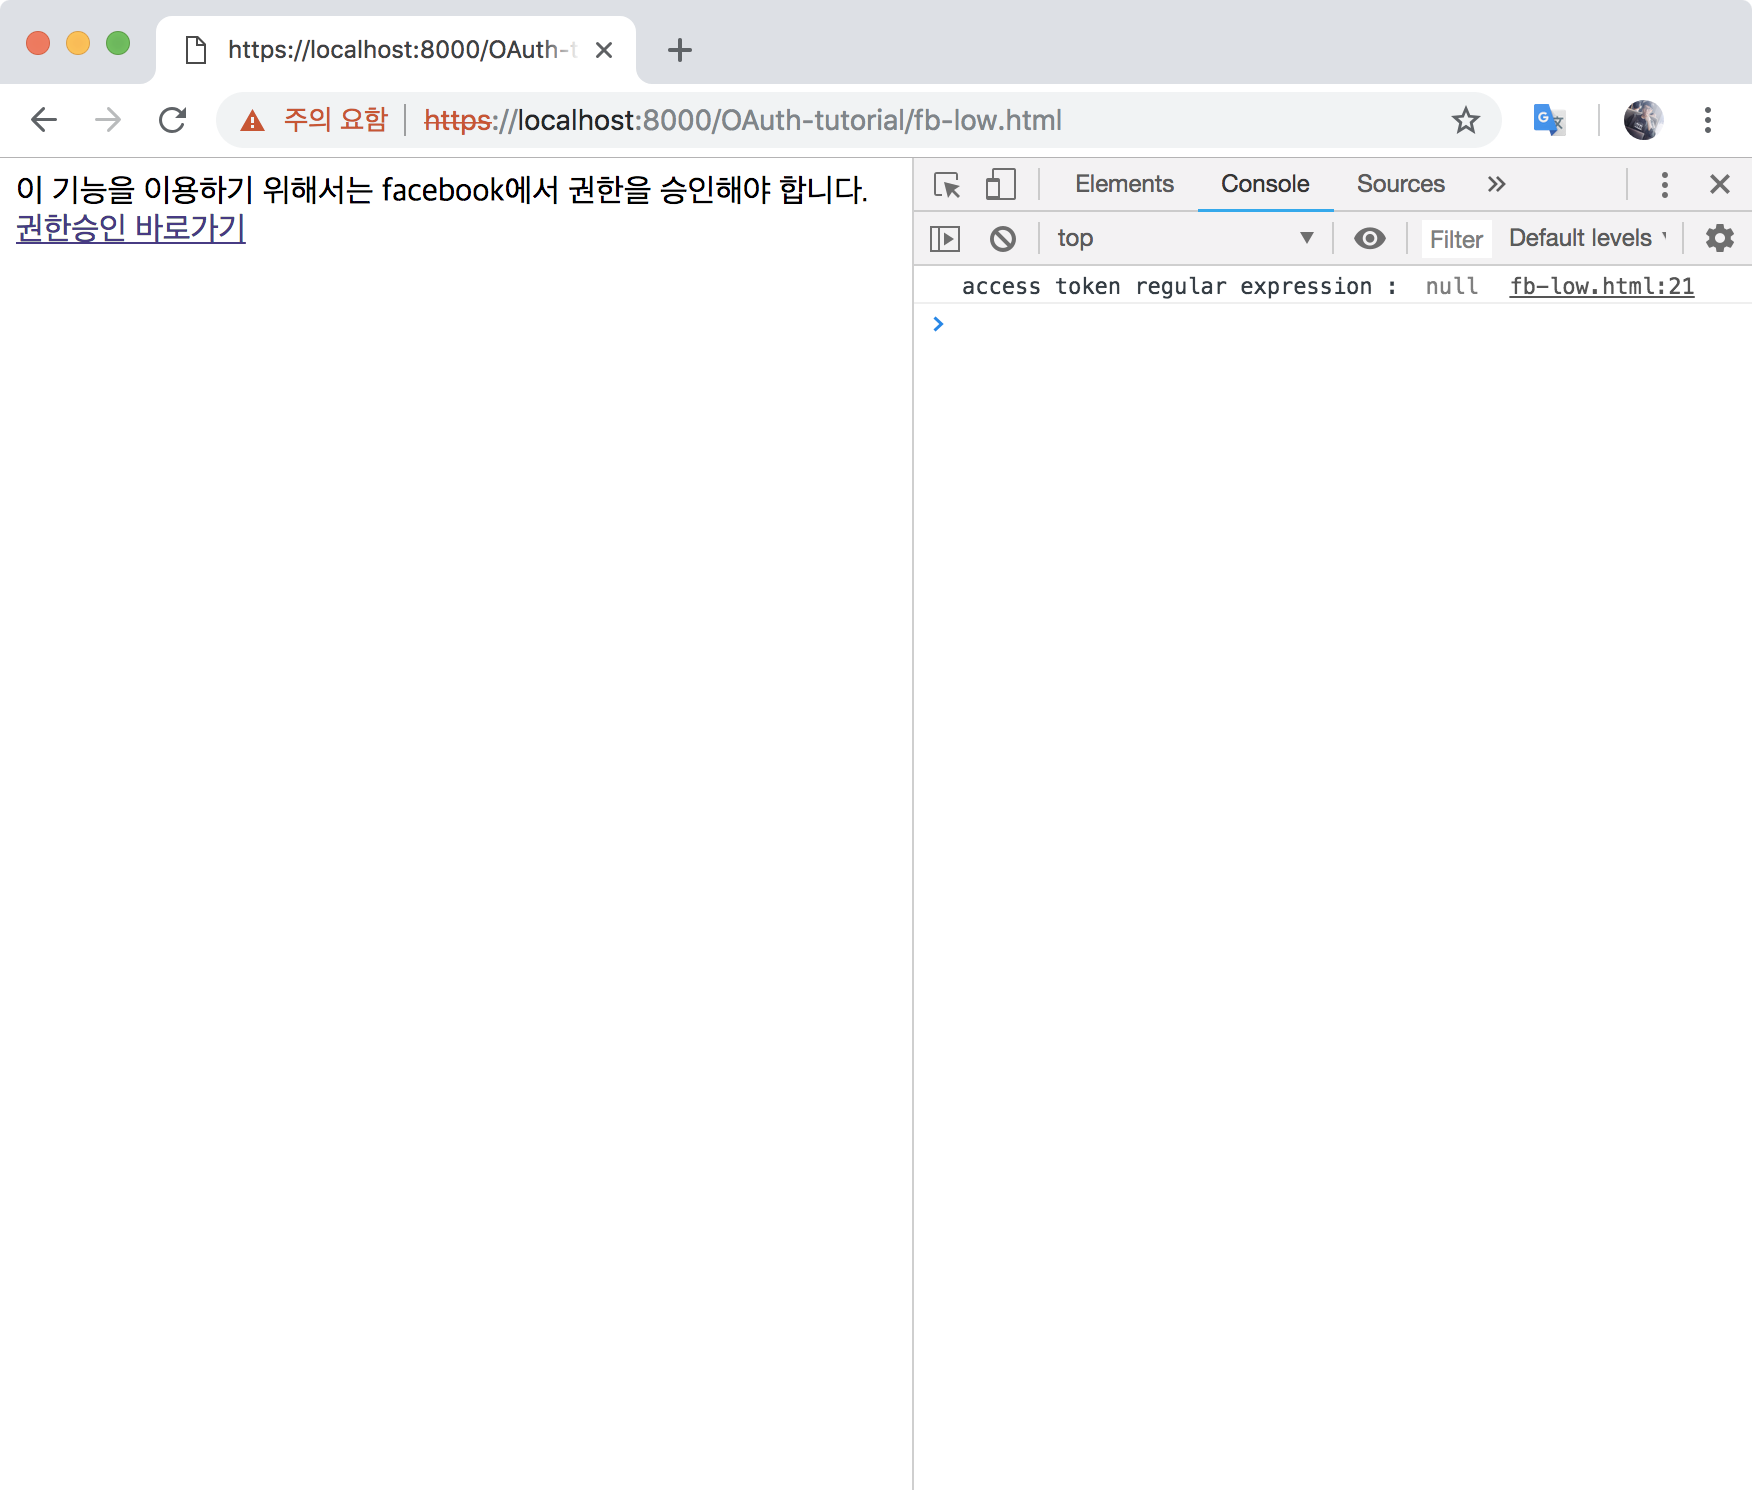 https://localhost:8000/OAuth-t
주의 요함 https://localhost:8000/OAuth-tutorial/fb-low.html
이 기능을 이용하기 위해서는 facebook에서 권한을 승인해야 합니다.
권한승인 바로가기
Elements Console Sources
top Filter Default levels
access token regular expression : null fb-low.html:21